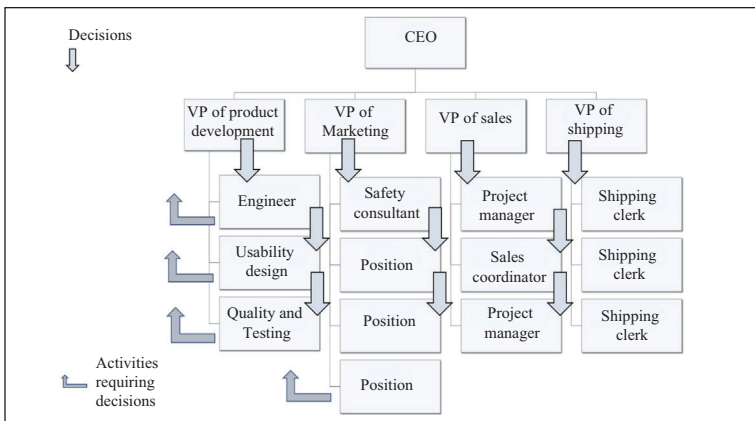 Decisions
CEO
VP of product
development
VP of
Marketing
VP of sales
VP of
shipping
Engineer
Safety
consultant
Project
manager
Shipping
clerk
Usability
design
Position
Sales
coordinator
Shipping
clerk
Quality and
Testing
Position
Project
manager
Shipping
clerk
Activities
requiring
decisions
Position